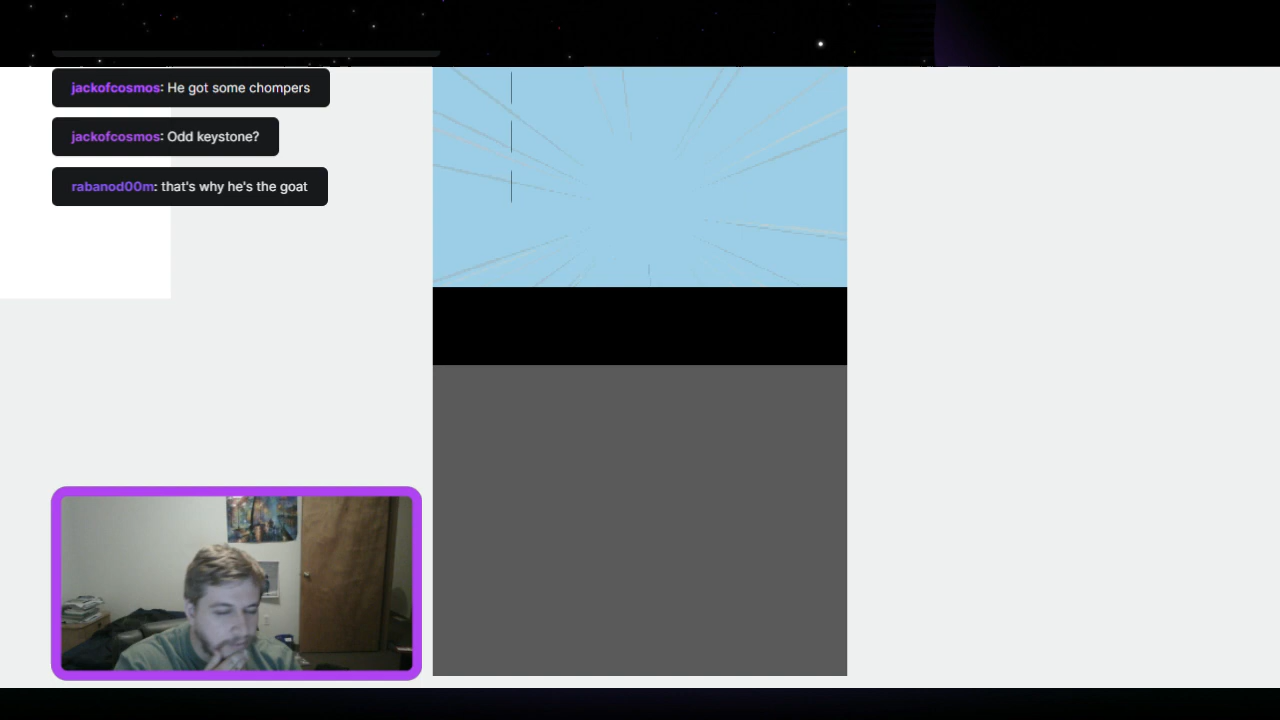 jackofcosmos: He got some chompers
jackofcosmos: Odd keystone?
rabanod00m: that's why he's the goat